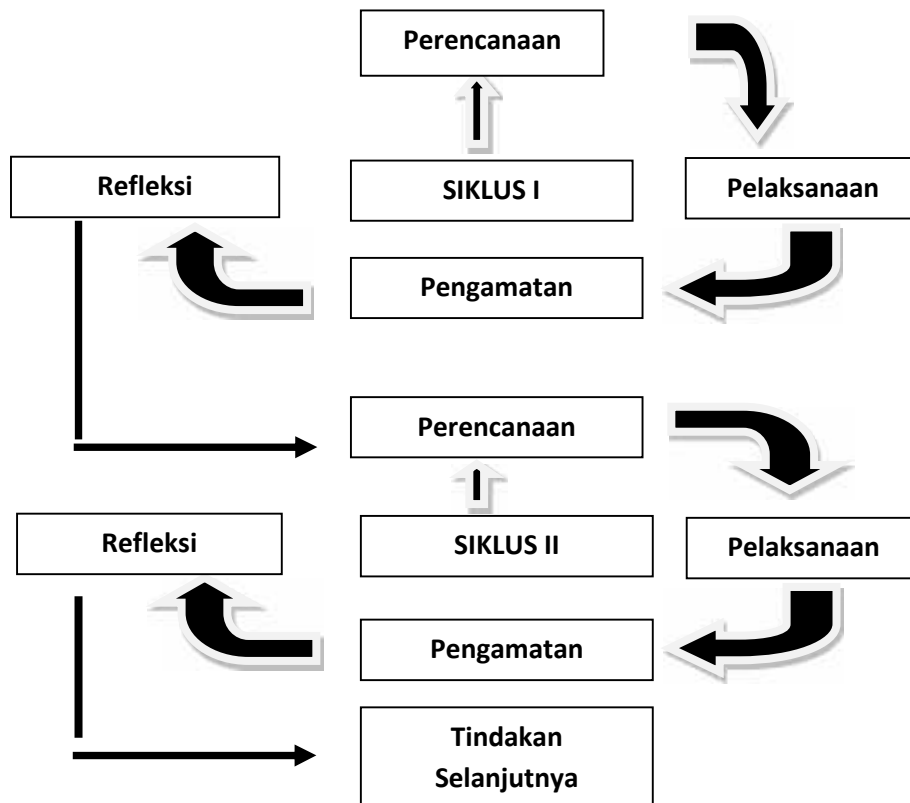 Perencanaan
Refleksi
SIKLUS I
Pelaksanaan
Pengamatan
Perencanaan
Refleksi
SIKLUS II
Pelaksanaan
Pengamatan
Tindakan
Selanjutnya